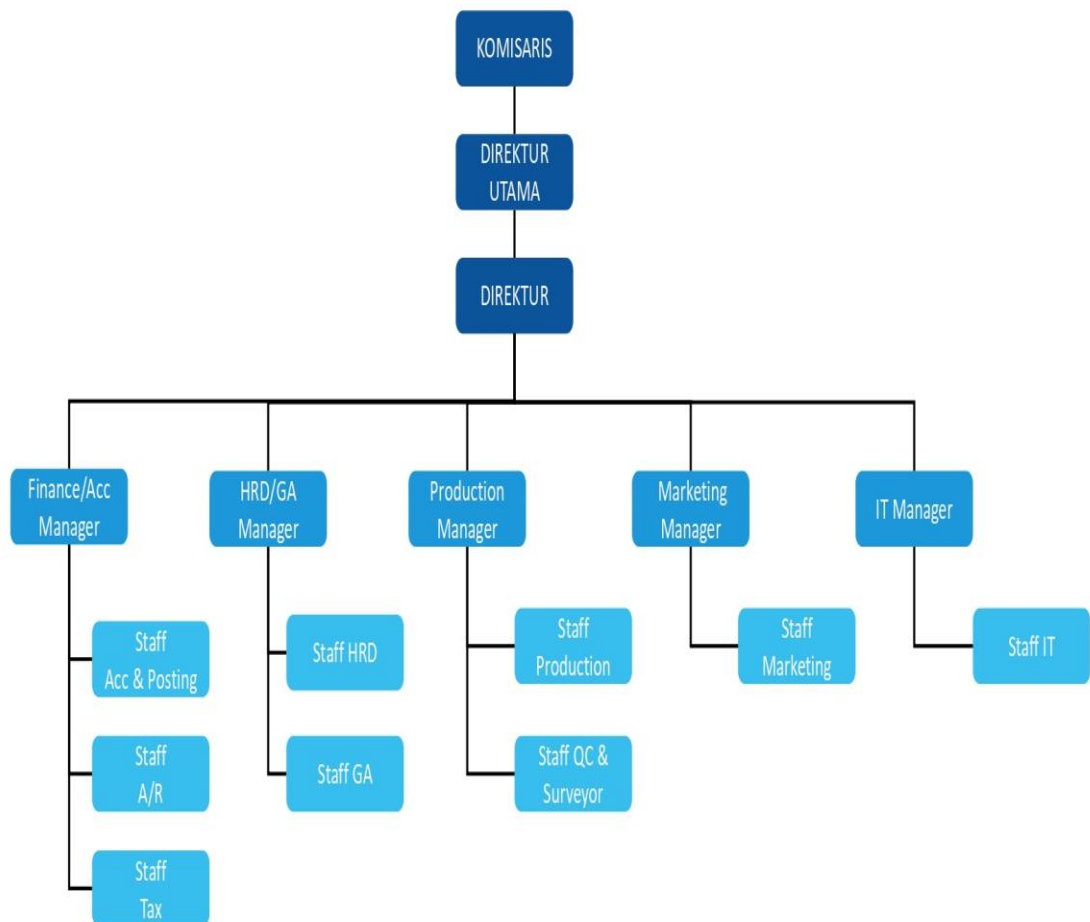 KOMISARIS
DIREKTUR
UTAMA
DIREKTUR
Finance/Acc
Manager
HRD/GA
Manager
Production
Manager
Marketing
Manager
IT Manager
Staff
Acc & Posting
Staff HRD
Staff
Production
Staff
Marketing
Staff IT
Staff
A/R
Staff GA
Staff QC &
Surveyor
Staff
Tax